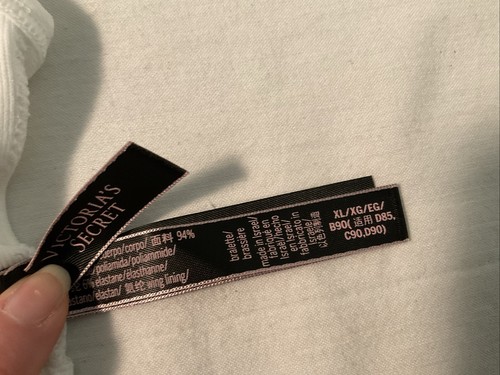 VICTORIA'S
SECRET
cuerpo/corpo/ 面料 94%
poliamida/poliammide/
6% elastane/élasthanne/
elastano/elastan/ 氨纶 wing lining/
bralette/
brassière
made in Israel/
fabriqué en
Israël/hecho
en Israel/
fabbricato in
Israele/
以色列制造
XL/XG/EG/
B90( 适用 D85,
C90,D90)